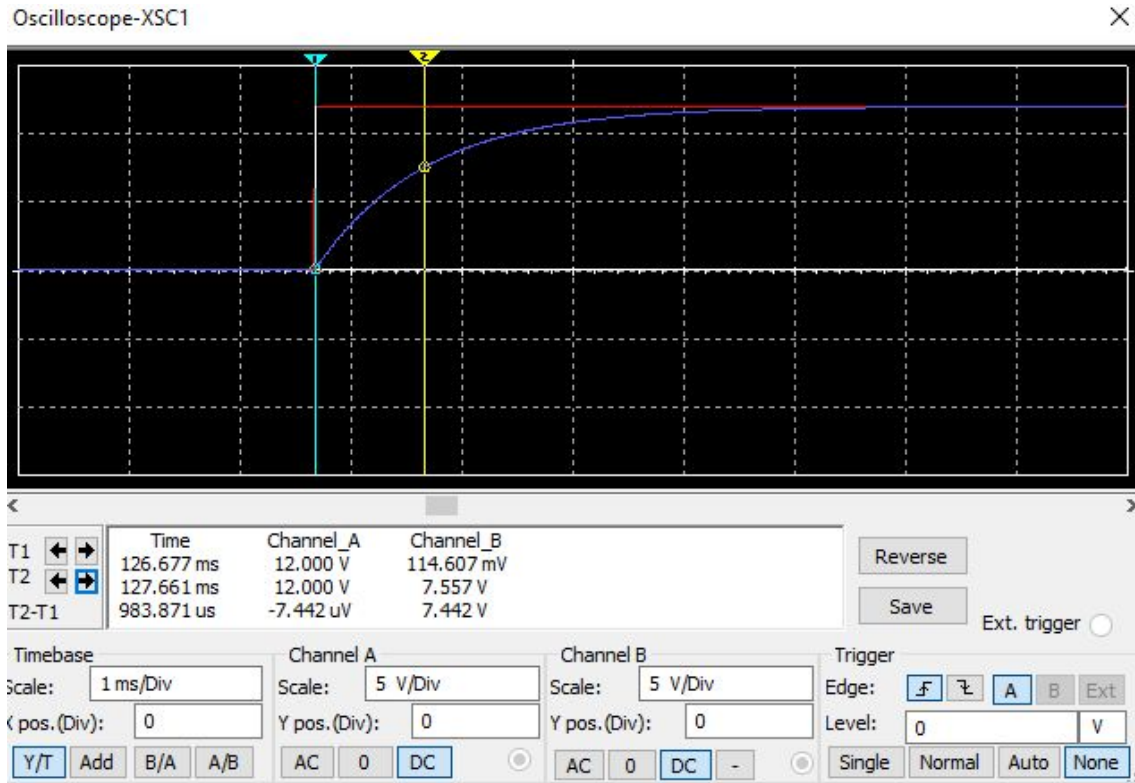 Oscilloscope-XSC1
1
2
Time Channel_A Channel_B
T1 126.677 ms 12.000 V 114.607 mV
T2 127.661 ms 12.000 V 7.557 V
T2-T1 983.871 us -7.442 uV 7.442 V
Reverse
Save
Ext. trigger
Timebase
Scale: 1 ms/Div
X pos.(Div): 0
Y/T Add B/A A/B
Channel A
Scale: 5 V/Div
Y pos.(Div): 0
AC 0 DC
Channel B
Scale: 5 V/Div
Y pos.(Div): 0
AC 0 DC -
Trigger
Edge: A B Ext
Level: 0 V
Single Normal Auto None